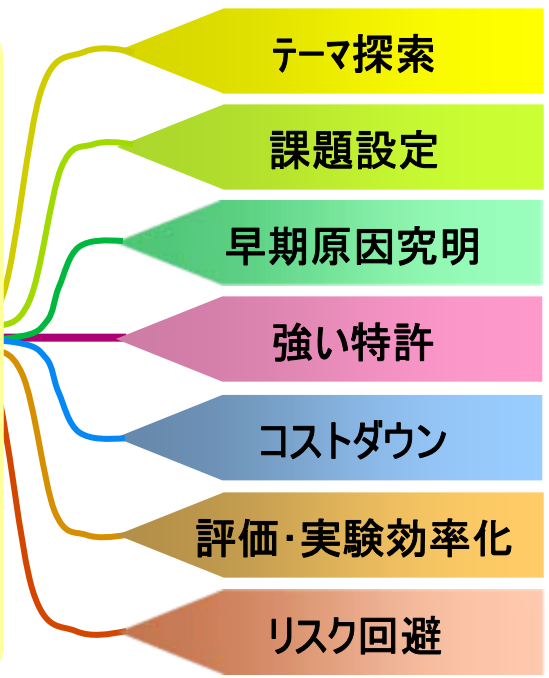 テーマ探索
課題設定
早期原因究明
強い特許
コストダウン
評価・実験効率化
リスク回避